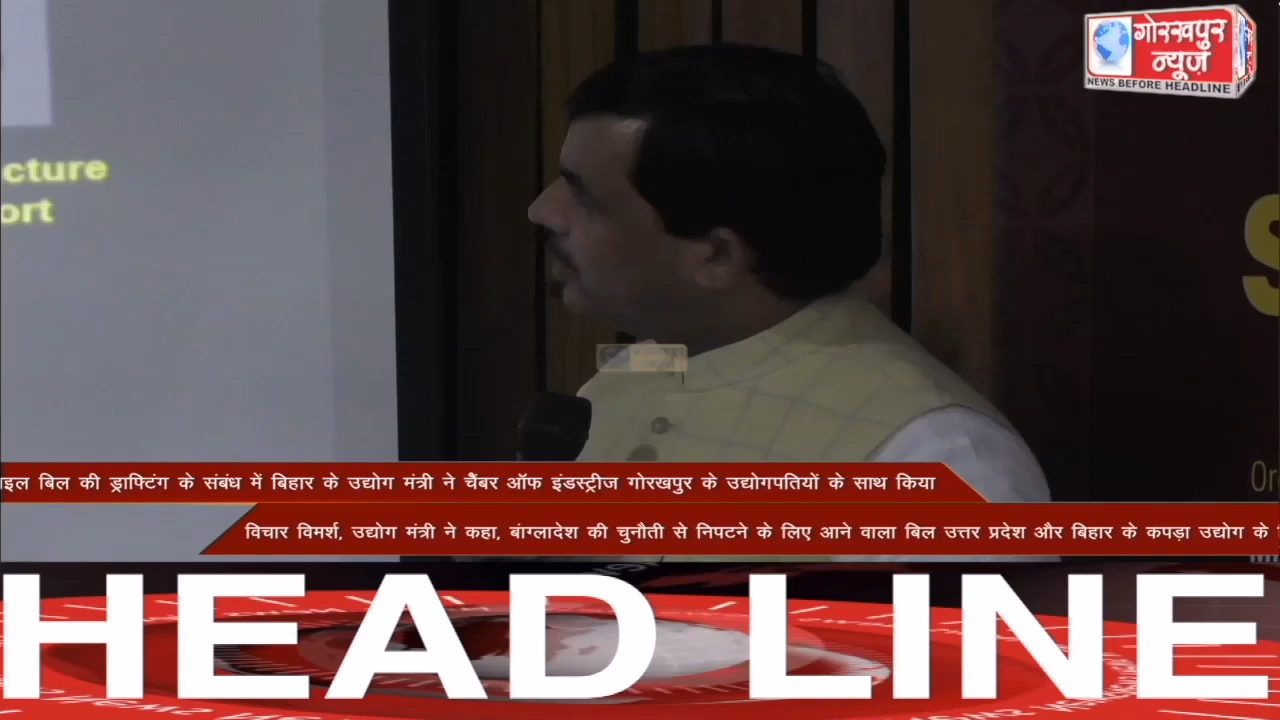 गोरखपुर
न्यूज़
NEWS BEFORE HEADLINE
cture
ort
बिल की ड्राफ्टिंग के संबंध में बिहार के उद्योग मंत्री ने चैंबर ऑफ इंडस्ट्रीज गोरखपुर के उद्योगपतियों के साथ किया
विचार विमर्श, उद्योग मंत्री ने कहा, बांग्लादेश की चुनौती से निपटने के लिए आने वाला बिल उत्तर प्रदेश और बिहार के कपड़ा उद्योग के
HEAD LINE